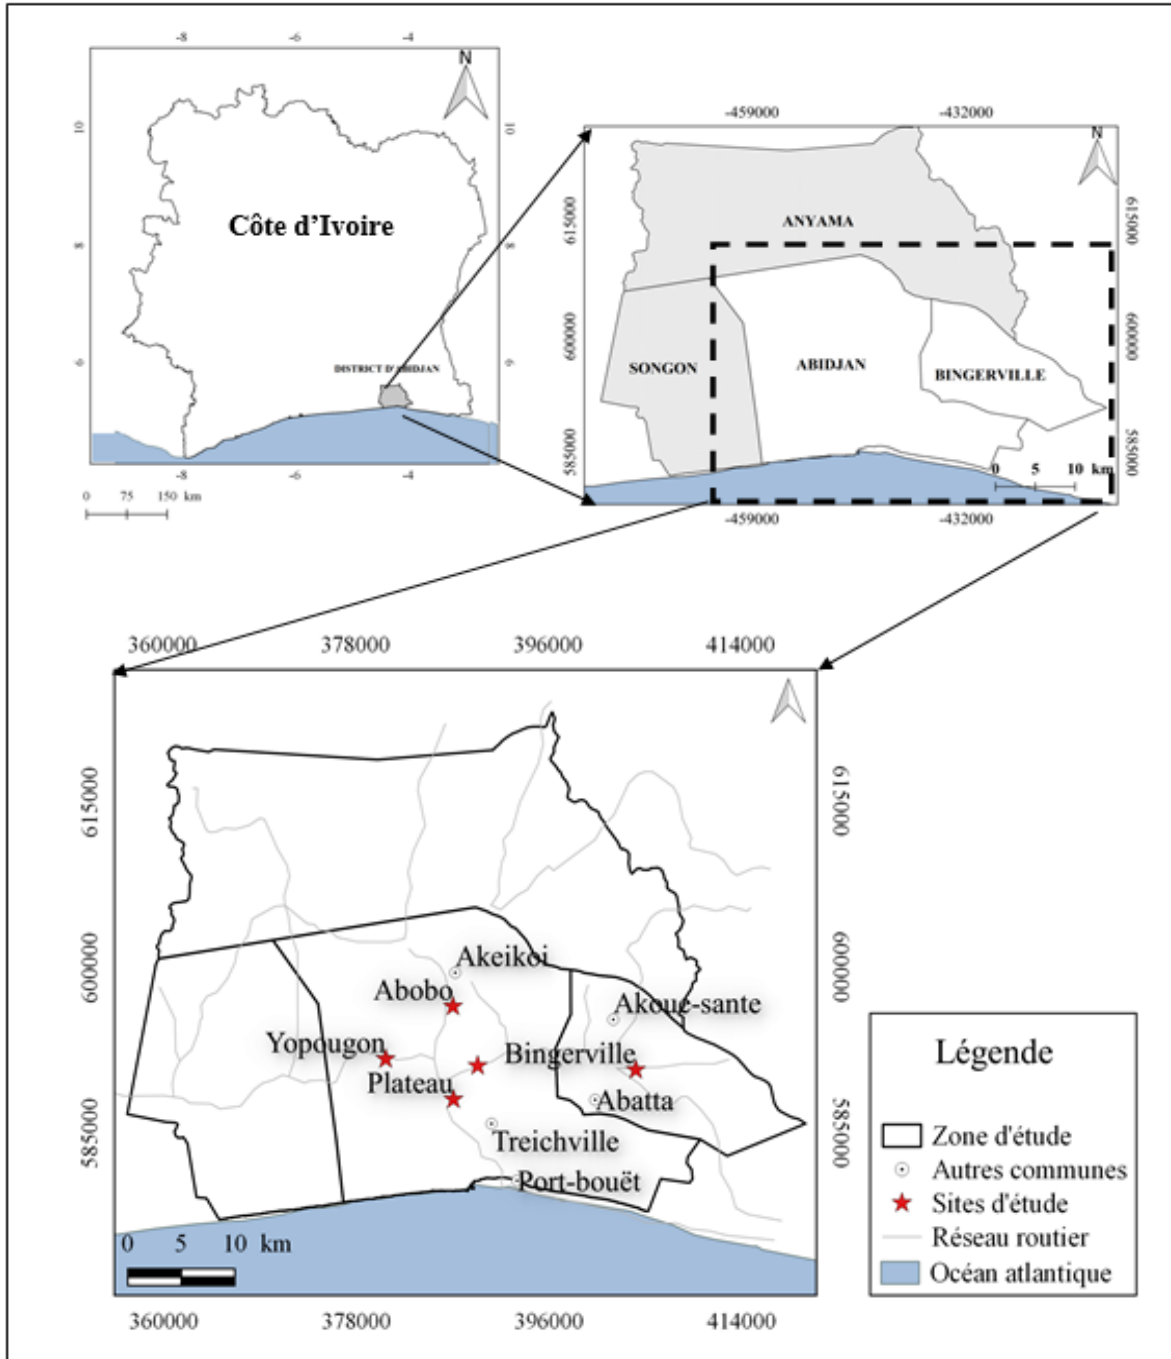 -8 -6 -4
N
10 10
Côte d'Ivoire
8 8
6 6
DISTRICT D'ABIDJAN
-8 -6 -4
0 75 150 km
-459000 -432000
N
615000 615000
ANYAMA
600000 600000
SONGON ABIDJAN BINGERVILLE
585000 585000
0 5 10 km
-459000 -432000
360000 378000 396000 414000
615000 615000
600000 600000
Akeikoi
Abobo
Akoue-sante
Yopougon
Bingerville
Plateau
Abatta
585000 585000
Treichville
Port-bouët
0 5 10 km
360000 378000 396000 414000
Légende
Zone d'étude
Autres communes
Sites d'étude
Réseau routier
Océan atlantique